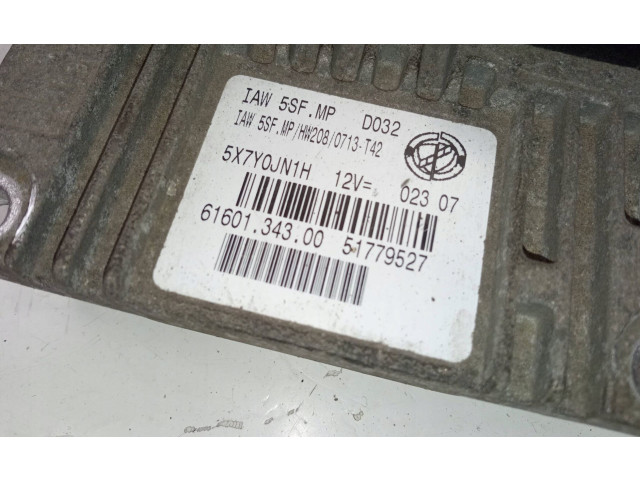 IAW 5SF.MP D032
IAW 5SF.MP/HW208/0713-T42
5X7Y0JN1H 12V= 023 07
61601.343.00 51779527